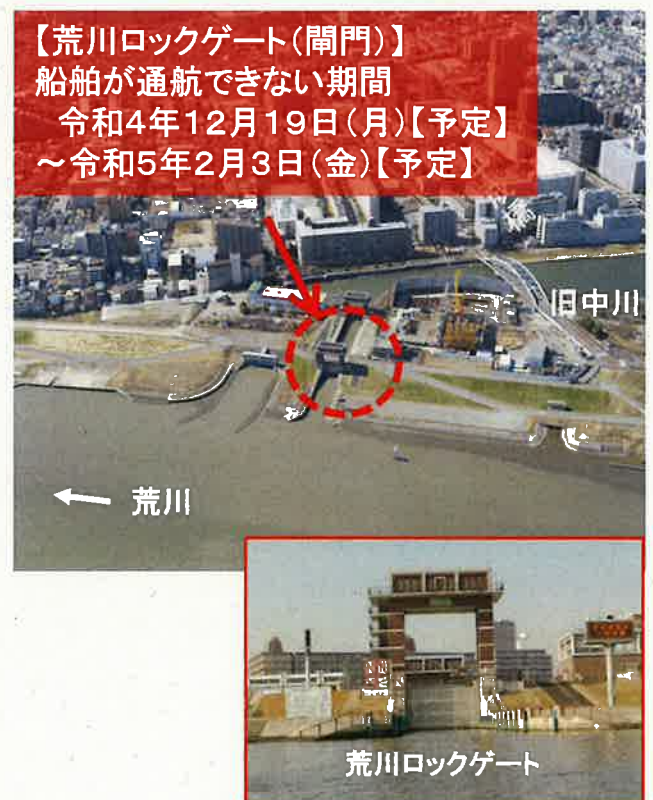 【荒川ロックゲート(閘門)】
船舶が通航できない期間
令和4年12月19日(月)【予定】
~令和5年2月3日(金)【予定】
旧中川
荒川
荒川ロックゲート